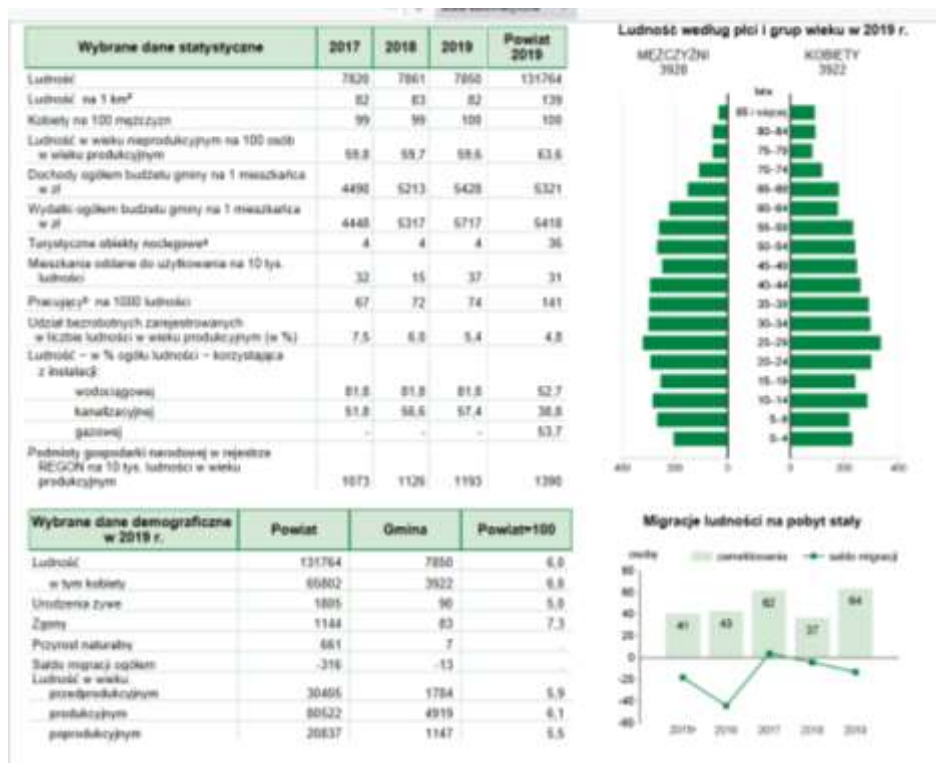 Wybrane dane statystyczne 2017 2018 2019 Powiat 2019
Ludność 7820 7861 7850 131764
Ludność na 1 km² 82 83 82 139
Kobiety na 100 mężczyzn 99 99 100 100
Ludność w wieku nieprodukcyjnym na 100 osób
w wieku produkcyjnym 59,8 59,7 59,6 63,6
Dochody ogółem budżetu gminy na 1 mieszkańca
w zł 4490 5213 5428 5321
Wydatki ogółem budżetu gminy na 1 mieszkańca
w zł 4448 5317 5717 5418
Turystyczne obiekty noclegowe 4 4 4 36
Mieszkania oddane do użytkowania na 10 tys.
ludności 32 15 37 31
Pracujący na 1000 ludności 67 72 74 141
Udział bezrobotnych zarejestrowanych
w liczbie ludności w wieku produkcyjnym (w %) 7,5 6,0 5,4 4,8
Ludność – w % ogółu ludności – korzystająca
z instalacji:
wodociągowej 81,8 81,8 81,8 52,7
kanalizacyjnej 51,8 56,6 57,4 38,8
gazowej - - - 53,7
Podmioty gospodarki narodowej w rejestrze
REGON na 10 tys. ludności w wieku
produkcyjnym 1073 1126 1193 1390
Ludność według płci i grup wieku w 2019 r.
MĘŻCZYŹNI KOBIETY
3928 3922
lata
85 i więcej
80-84
75-79
70-74
65-69
60-64
55-59
50-54
45-49
40-44
35-39
30-34
25-29
20-24
15-19
10-14
5-9
0-4
400 200 0 0 200 400
Wybrane dane demograficzne
w 2019 r. Powiat Gmina Powiat=100
Ludność 131764 7850 6,0
w tym kobiety 65802 3922 6,0
Urodzenia żywe 1805 90 5,0
Zgony 1144 83 7,3
Przyrost naturalny 661 7 .
Saldo migracji ogółem -316 -13 .
Ludność w wieku:
przedprodukcyjnym 30405 1784 5,9
produkcyjnym 80522 4919 6,1
poprodukcyjnym 20837 1147 5,5
Migracje ludności na pobyt stały
osoby zameldowania saldo migracji
80
60
40
20
0
-20
-40
-60
41 43 62 37 64
2015 2016 2017 2018 2019